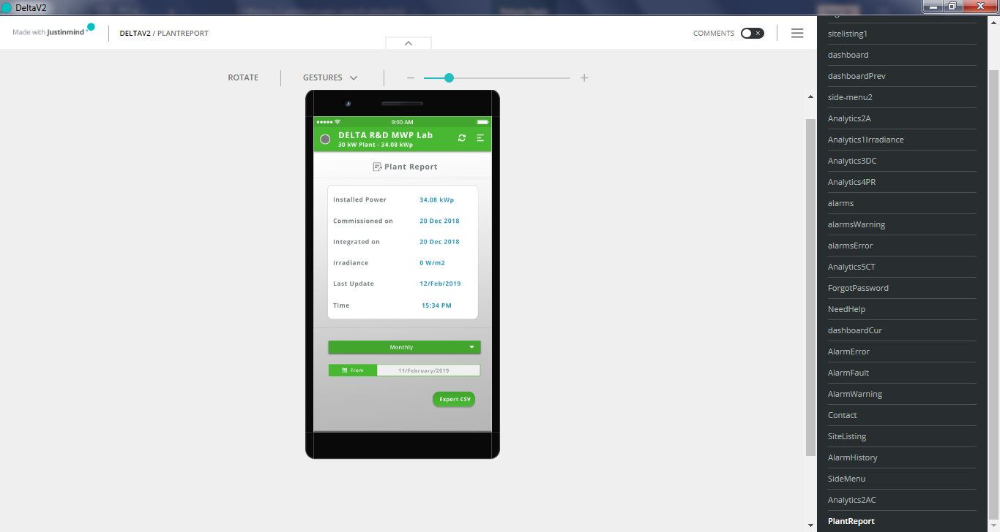 DeltaV2
Made with Justinmind
DELTAV2 / PLANTREPORT
COMMENTS
ROTATE
GESTURES
9:00 AM
DELTA R&D MWP Lab
30 kW Plant - 34.08 kWp
Plant Report
Installed Power 34.08 kWp
Commissioned on 20 Dec 2018
Integrated on 20 Dec 2018
Irradiance 0 W/m2
Last Update 12/Feb/2019
Time 15:34 PM
Monthly
From 11/February/2019
Export CSV
sitelisting1
dashboard
dashboardPrev
side-menu2
Analytics2A
Analytics1Irradiance
Analytics3DC
Analytics4PR
alarms
alarmsWarning
alarmsError
Analytics5CT
ForgotPassword
NeedHelp
dashboardCur
AlarmError
AlarmFault
AlarmWarning
Contact
SiteListing
AlarmHistory
SideMenu
Analytics2AC
PlantReport